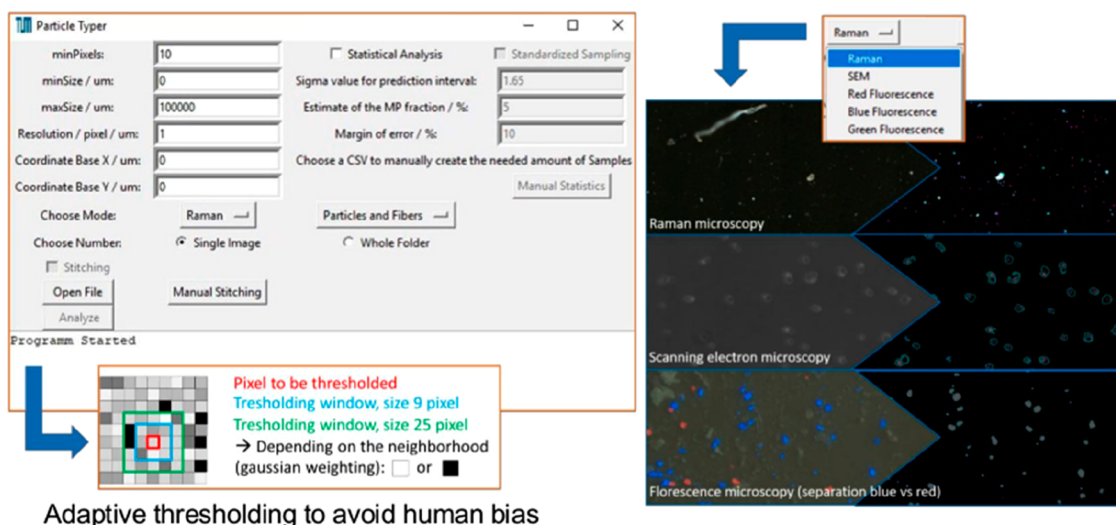 TUM Particle Typer
minPixels: 10 Statistical Analysis Standardized Sampling
minSize / um: 0 Sigma value for prediction interval: 1.65
maxSize / um: 100000 Estimate of the MP fraction / %: 5
Resolution / pixel / um: 1 Margin of error / %: 10
Coordinate Base X / um: 0 Choose a CSV to manually create the needed amount of Samples
Coordinate Base Y / um: 0 Manual Statistics
Choose Mode: Raman Particles and Fibers
Choose Number: Single Image Whole Folder
Stitching
Open File Manual Stitching
Analyze
Programm Started
Pixel to be thresholded
Tresholding window, size 9 pixel
Tresholding window, size 25 pixel
→ Depending on the neighborhood
(gaussian weighting): or
Adaptive thresholding to avoid human bias
Raman
Raman
SEM
Red Fluorescence
Blue Fluorescence
Green Fluorescence
Raman microscopy
Scanning electron microscopy
Florescence microscopy (separation blue vs red)